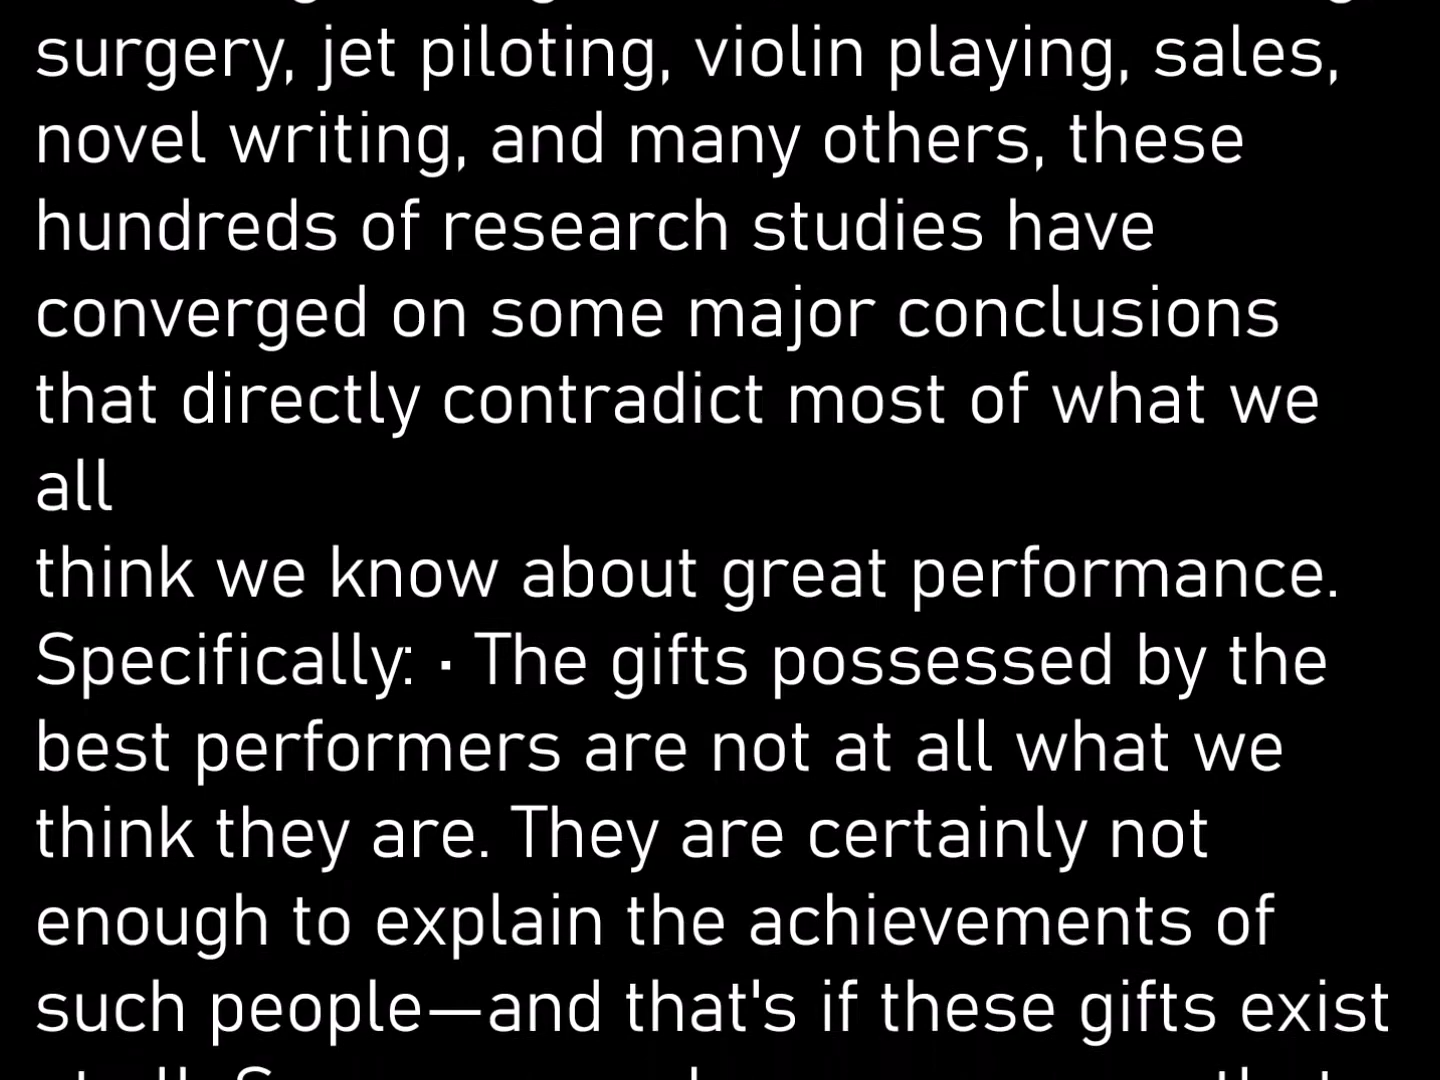 surgery, jet piloting, violin playing, sales,
novel writing, and many others, these
hundreds of research studies have
converged on some major conclusions
that directly contradict most of what we
all
think we know about great performance.
Specifically: · The gifts possessed by the
best performers are not at all what we
think they are. They are certainly not
enough to explain the achievements of
such people—and that's if these gifts exist